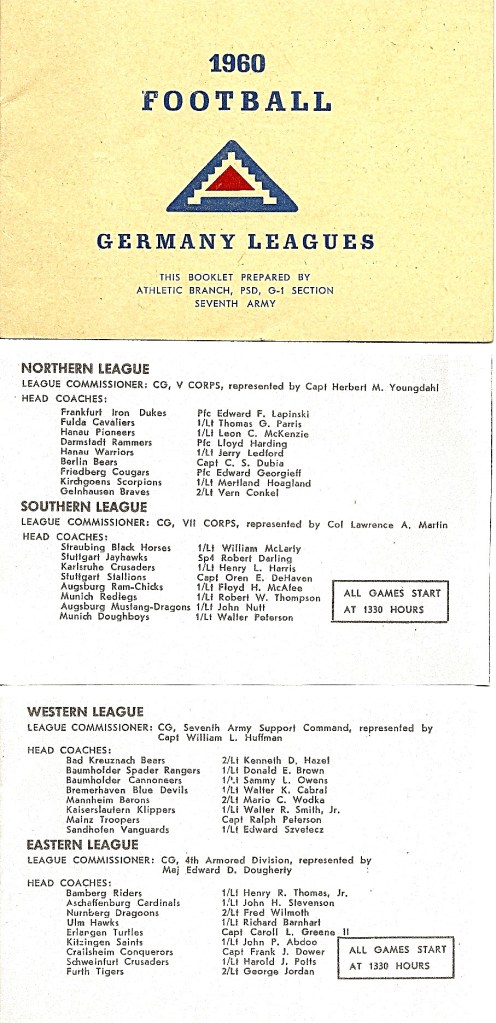 1960
FOOTBALL
GERMANY LEAGUES
THIS BOOKLET PREPARED BY
ATHLETIC BRANCH, PSD, G-1 SECTION
SEVENTH ARMY
NORTHERN LEAGUE
LEAGUE COMMISSIONER: CG, V CORPS, represented by Capt Herbert M. Youngdahl
HEAD COACHES:
Frankfurt Iron Dukes Pfc Edward F. Lapinski
Fulda Cavaliers 1/Lt Thomas G. Parris
Hanau Pioneers 1/Lt Leon C. McKenzie
Darmstadt Rammers Pfc Lloyd Harding
Hanau Warriors 1/Lt Jerry Ledford
Berlin Bears Capt C. S. Dubia
Friedberg Cougars Pfc Edward Georgieff
Kirchgoens Scorpions 1/Lt Mertland Hoagland
Gelnhausen Braves 2/Lt Vern Conkel
SOUTHERN LEAGUE
LEAGUE COMMISSIONER: CG, VII CORPS, represented by Col Lawrence A. Martin
HEAD COACHES:
Straubing Black Horses 1/Lt William McLarty
Stuttgart Jayhawks Sp4 Robert Darling
Karlsruhe Crusaders 1/Lt Henry L. Harris
Stuttgart Stallions Capt Oren E. DeHaven
Augsburg Ram-Chicks 1/Lt Floyd H. McAfee
Munich Redlegs 1/Lt Robert W. Thompson
Augsburg Mustang-Dragons 1/Lt John Nutt
Munich Doughboys 1/Lt Walter Peterson
ALL GAMES START
AT 1330 HOURS
WESTERN LEAGUE
LEAGUE COMMISSIONER: CG, Seventh Army Support Command, represented by
Capt William L. Huffman
HEAD COACHES:
Bad Kreuznach Bears 2/Lt Kenneth D. Hazel
Baumholder Spader Rangers 1/Lt Donald E. Brown
Baumholder Cannoneers 1/Lt Sammy L. Owens
Bremerhaven Blue Devils 1/Lt Walter K. Cabral
Mannheim Barons 2/Lt Mario C. Wodka
Kaiserslautern Klippers 1/Lt Walter R. Smith, Jr.
Mainz Troopers Capt Ralph Peterson
Sandhofen Vanguards 1/Lt Edward Szvetecz
EASTERN LEAGUE
LEAGUE COMMISSIONER: CG, 4th Armored Division, represented by
Maj Edward D. Dougherty
HEAD COACHES:
Bamberg Riders 1/Lt Henry R. Thomas, Jr.
Aschaffenburg Cardinals 1/Lt John H. Stevenson
Nurnberg Dragoons 2/Lt Fred Wilmoth
Ulm Hawks 1/Lt Richard Barnhart
Erlangen Turtles Capt Caroll L. Greene II
Kitzingen Saints 1/Lt John P. Abdoo
Crailsheim Conquerors Capt Frank J. Dower
Schweinfurt Crusaders 1/Lt Harold J. Potts
Furth Tigers 2/Lt George Jordan
ALL GAMES START
AT 1330 HOURS